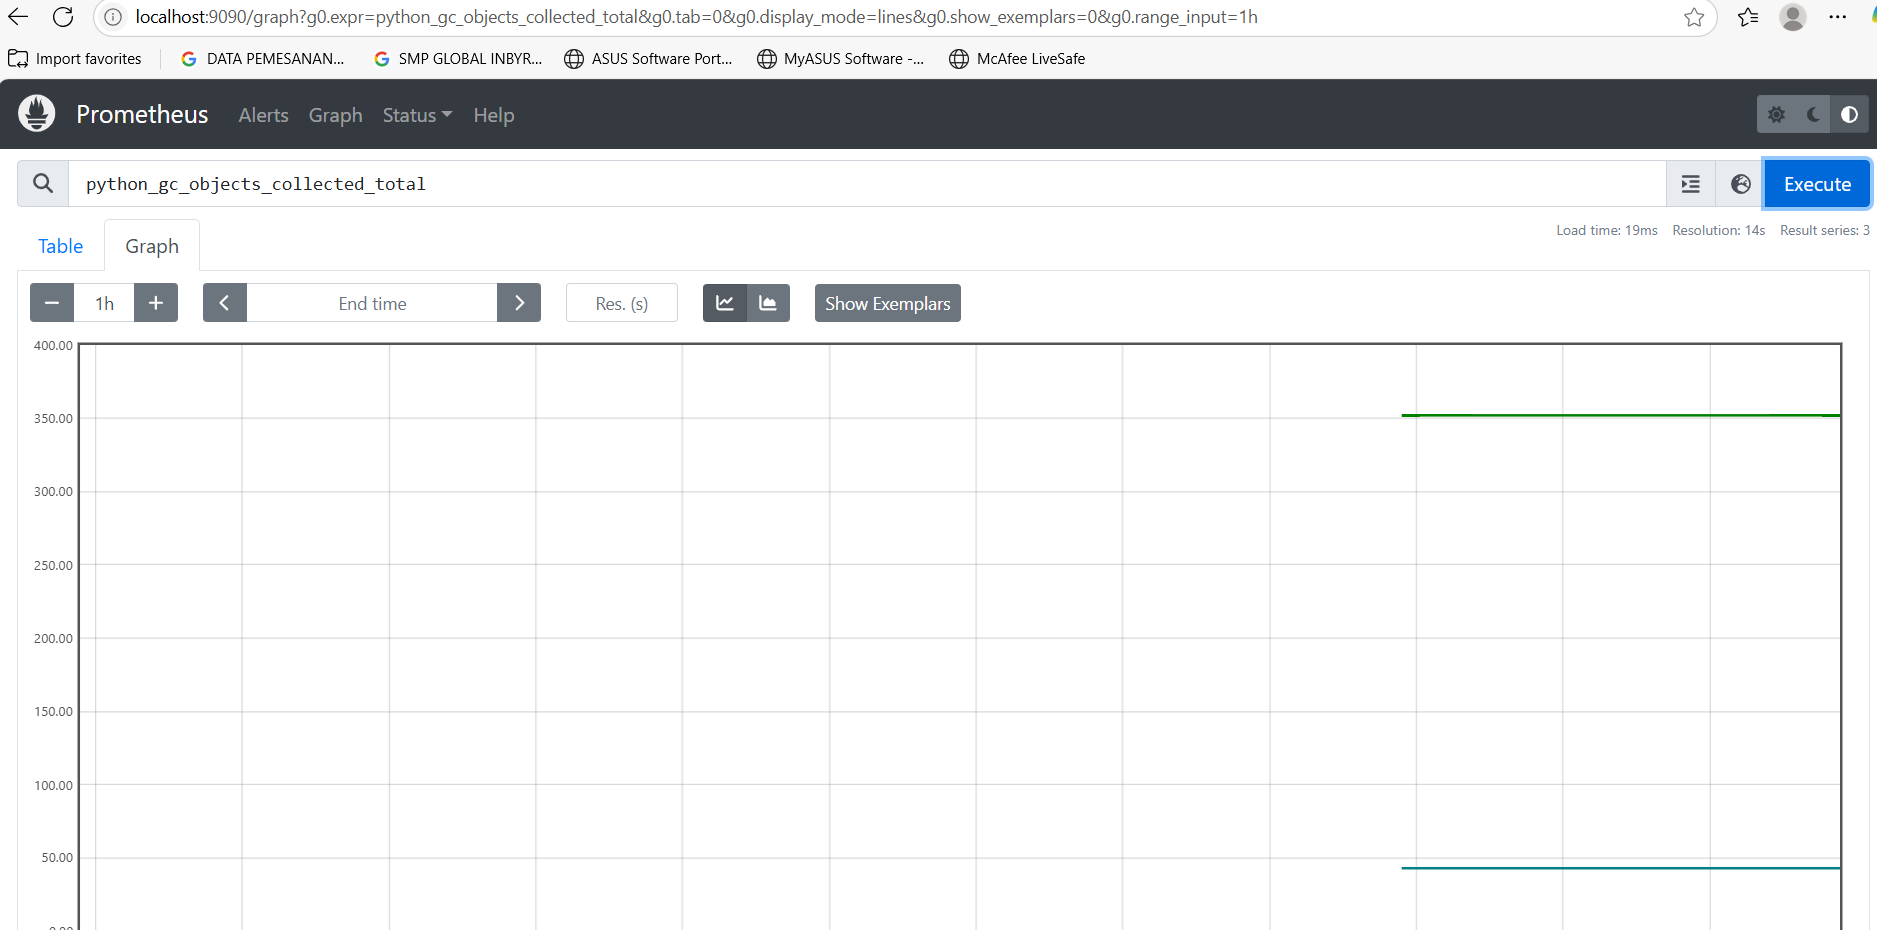 localhost:9090/graph?g0.expr=python_gc_objects_collected_total&g0.tab=0&g0.display_mode=lines&g0.show_exemplars=0&g0.range_input=1h
Import favorites DATA PEMESANAN... SMP GLOBAL INBYR... ASUS Software Port... MyASUS Software -... McAfee LiveSafe
Prometheus Alerts Graph Status Help
python_gc_objects_collected_total Execute
Load time: 19ms Resolution: 14s Result series: 3
Table Graph
1h End time Res. (s) Show Exemplars
400.00
350.00
300.00
250.00
200.00
150.00
100.00
50.00